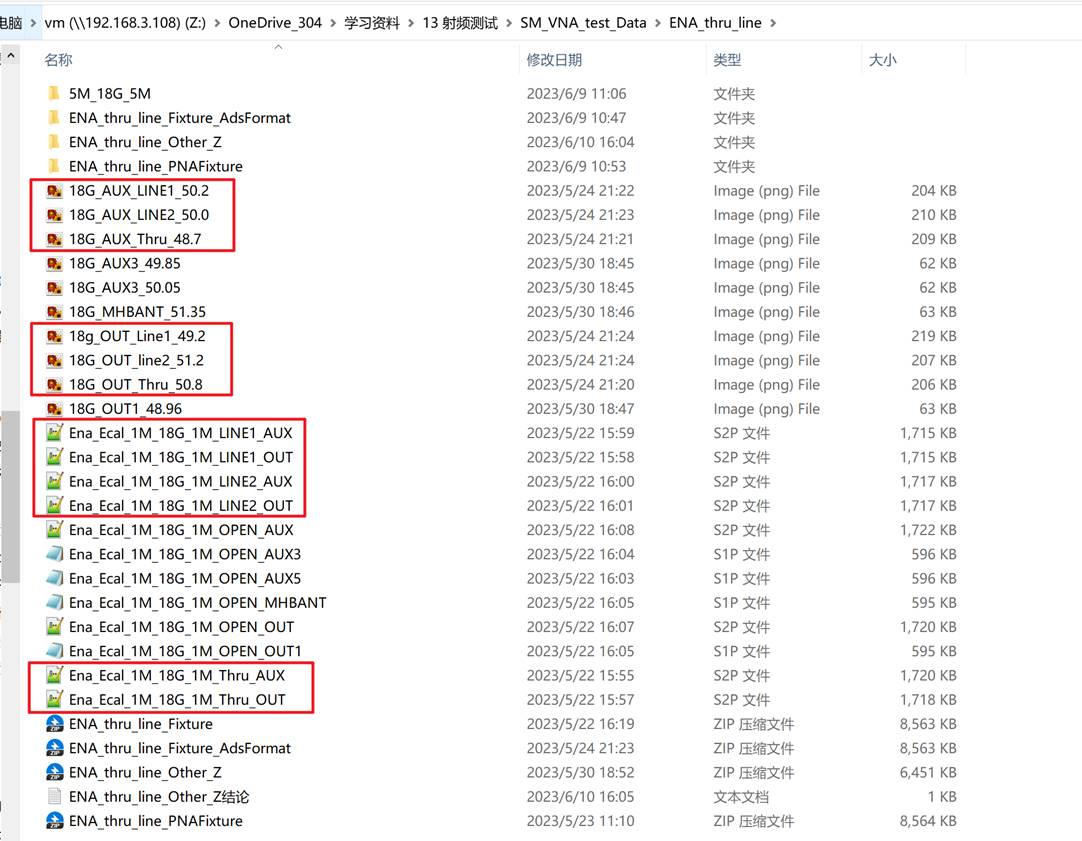 电脑 › vm (\\192.168.3.108) (Z:) › OneDrive_304 › 学习资料 › 13 射频测试 › SM_VNA_test_Data › ENA_thru_line ›
名称 修改日期 类型 大小
5M_18G_5M 2023/6/9 11:06 文件夹
ENA_thru_line_Fixture_AdsFormat 2023/6/9 10:47 文件夹
ENA_thru_line_Other_Z 2023/6/10 16:04 文件夹
ENA_thru_line_PNAFixture 2023/6/9 10:53 文件夹
18G_AUX_LINE1_50.2 2023/5/24 21:22 Image (png) File 204 KB
18G_AUX_LINE2_50.0 2023/5/24 21:23 Image (png) File 210 KB
18G_AUX_Thru_48.7 2023/5/24 21:21 Image (png) File 209 KB
18G_AUX3_49.85 2023/5/30 18:45 Image (png) File 62 KB
18G_AUX3_50.05 2023/5/30 18:45 Image (png) File 62 KB
18G_MHBANT_51.35 2023/5/30 18:46 Image (png) File 63 KB
18g_OUT_Line1_49.2 2023/5/24 21:24 Image (png) File 219 KB
18G_OUT_line2_51.2 2023/5/24 21:24 Image (png) File 207 KB
18G_OUT_Thru_50.8 2023/5/24 21:20 Image (png) File 206 KB
18G_OUT1_48.96 2023/5/30 18:47 Image (png) File 63 KB
Ena_Ecal_1M_18G_1M_LINE1_AUX 2023/5/22 15:59 S2P 文件 1,715 KB
Ena_Ecal_1M_18G_1M_LINE1_OUT 2023/5/22 15:58 S2P 文件 1,715 KB
Ena_Ecal_1M_18G_1M_LINE2_AUX 2023/5/22 16:00 S2P 文件 1,717 KB
Ena_Ecal_1M_18G_1M_LINE2_OUT 2023/5/22 16:01 S2P 文件 1,717 KB
Ena_Ecal_1M_18G_1M_OPEN_AUX 2023/5/22 16:08 S2P 文件 1,722 KB
Ena_Ecal_1M_18G_1M_OPEN_AUX3 2023/5/22 16:04 S1P 文件 596 KB
Ena_Ecal_1M_18G_1M_OPEN_AUX5 2023/5/22 16:03 S1P 文件 596 KB
Ena_Ecal_1M_18G_1M_OPEN_MHBANT 2023/5/22 16:05 S1P 文件 595 KB
Ena_Ecal_1M_18G_1M_OPEN_OUT 2023/5/22 16:07 S2P 文件 1,720 KB
Ena_Ecal_1M_18G_1M_OPEN_OUT1 2023/5/22 16:05 S1P 文件 595 KB
Ena_Ecal_1M_18G_1M_Thru_AUX 2023/5/22 15:55 S2P 文件 1,720 KB
Ena_Ecal_1M_18G_1M_Thru_OUT 2023/5/22 15:57 S2P 文件 1,718 KB
ENA_thru_line_Fixture 2023/5/22 16:19 ZIP 压缩文件 8,563 KB
ENA_thru_line_Fixture_AdsFormat 2023/5/24 21:23 ZIP 压缩文件 8,563 KB
ENA_thru_line_Other_Z 2023/5/30 18:52 ZIP 压缩文件 6,451 KB
ENA_thru_line_Other_Z结论 2023/6/10 16:05 文本文档 1 KB
ENA_thru_line_PNAFixture 2023/5/23 11:10 ZIP 压缩文件 8,564 KB